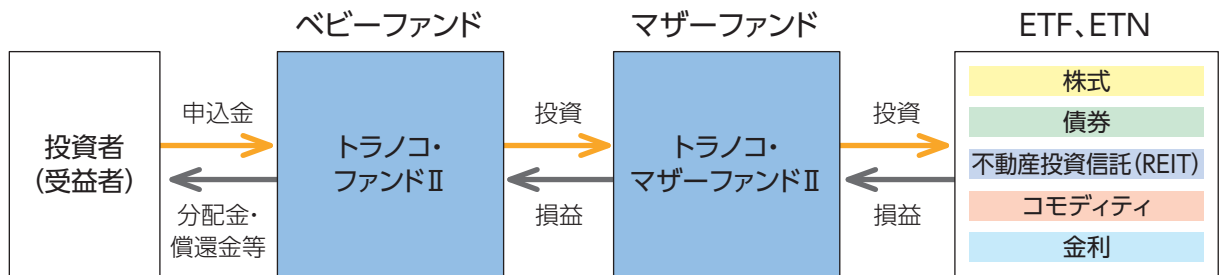 ベビーファンド
マザーファンド
ETF、ETN
投資者
(受益者)
申込金
分配金・
償還金等
トラノコ・
ファンドⅡ
投資
損益
トラノコ・
マザーファンドⅡ
投資
損益
株式
債券
不動産投資信託(REIT)
コモディティ
金利